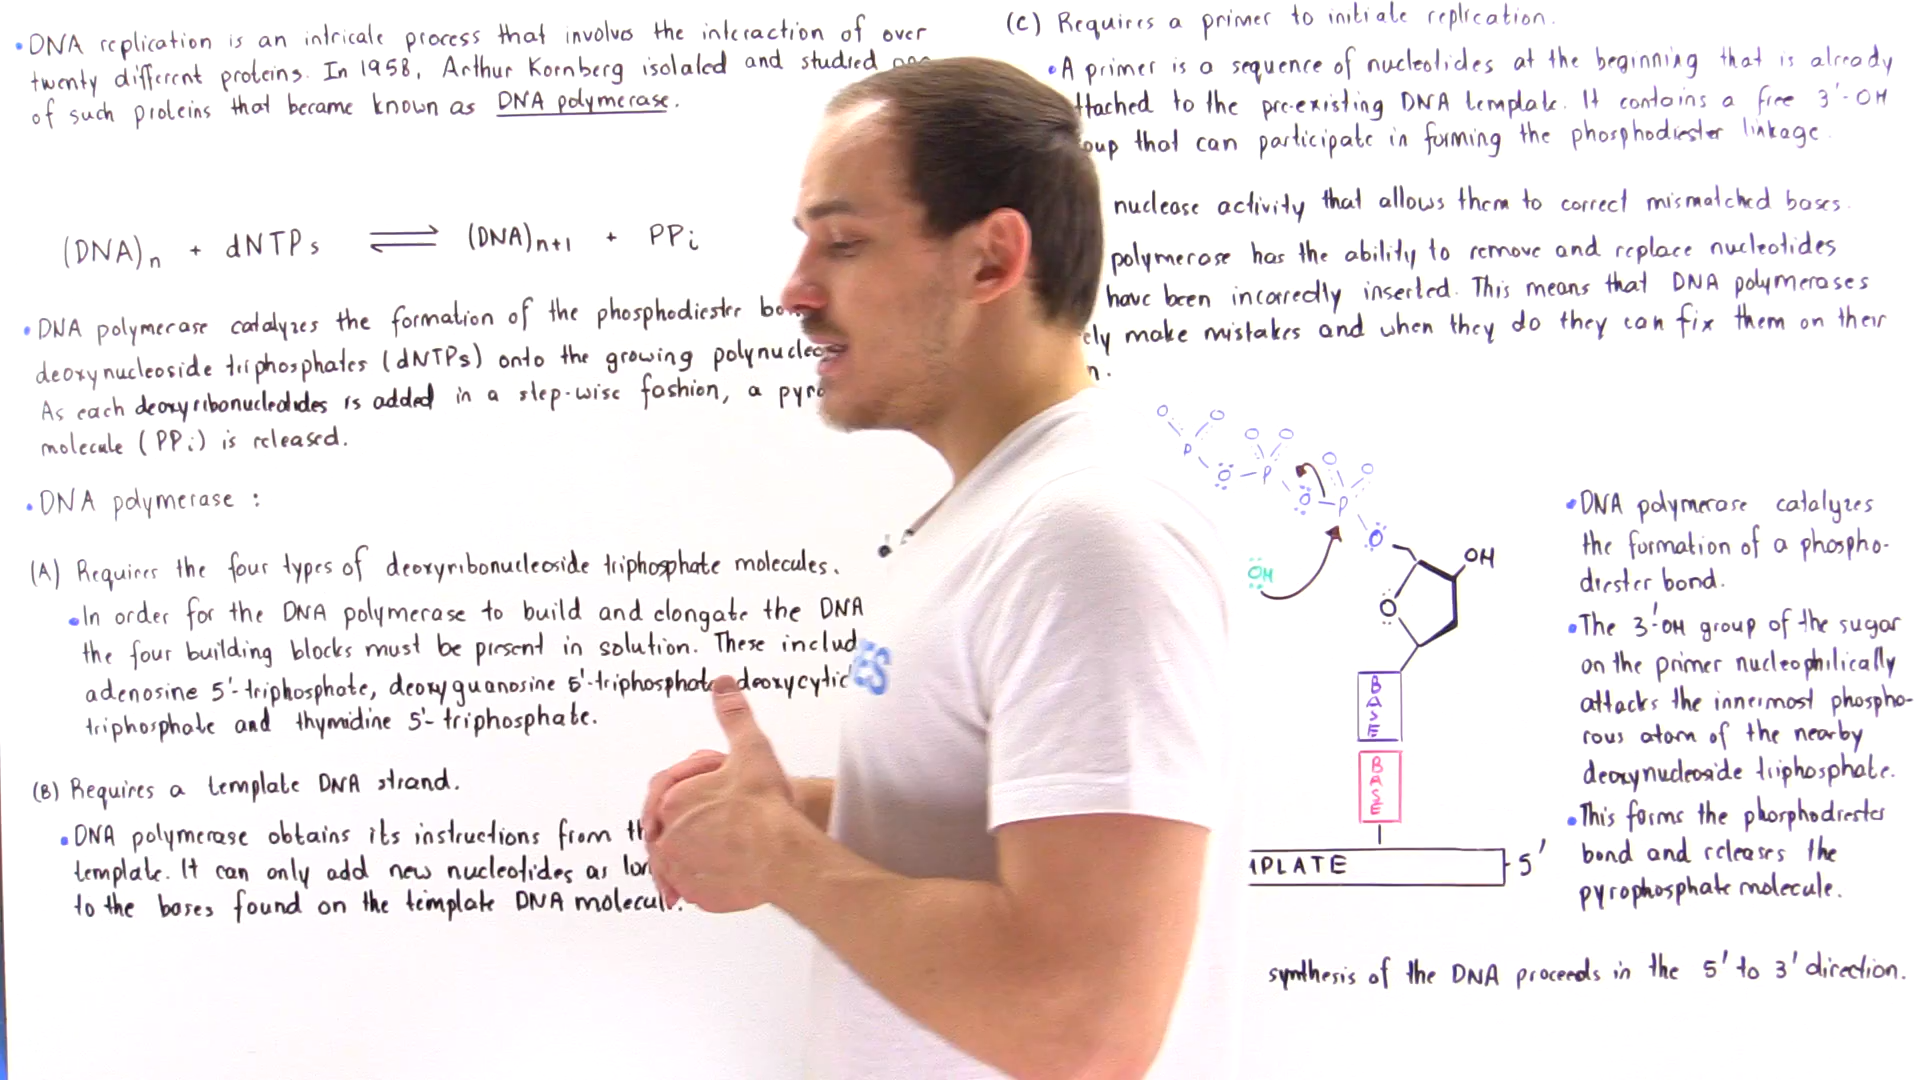 • DNA replication is an intricate process that involves the interaction of over
twenty different proteins. In 1958, Arthur Kornberg isolated and studied
of such proteins that became known as DNA polymerase.
(DNA)n + dNTPs ⇌ (DNA)n+1 + PPi
• DNA polymerase catalyzes the formation of the phosphodiester
deoxynucleoside triphosphates (dNTPs) onto the growing
As each deoxyribonucleotides is added in a step-wise fashion, a
molecule (PPi) is released.
• DNA polymerase :
(A) Requires the four types of deoxyribonucleoside triphosphate molecules.
• In order for the DNA polymerase to build and elongate the DNA
the four building blocks must be present in solution. These
adenosine 5'-triphosphate, deoxyguanosine 5'-triphosphate
triphosphate and thymidine 5'- triphosphate.
(B) Requires a template DNA strand.
• DNA polymerase obtains its instructions from
template. It can only add new nucleotides as
to the bases found on the template DNA
(C) Requires a primer to initiate replication.
• A primer is a sequence of nucleotides at the beginning that is already
to the pre-existing DNA template. It contains a free 3'-OH
that can participate in forming the phosphodiester linkage.
nuclease activity that allows them to correct mismatched bases.
polymerase has the ability to remove and replace nucleotides
have been incorrectly inserted. This means that DNA polymerases
make mistakes and when they do they can fix them on their
O O
O O
P O P
O O
O P
O
OH
OH
O
BASE
BASE
5'
• DNA polymerase catalyzes
the formation of a phospho-
diester bond.
• The 3'-OH group of the sugar
on the primer nucleophilically
attacks the innermost phospho-
rous atom of the nearby
deoxynucleoside triphosphate.
• This forms the phosphodiester
bond and releases the
pyrophosphate molecule.
synthesis of the DNA proceeds in the 5' to 3' direction.